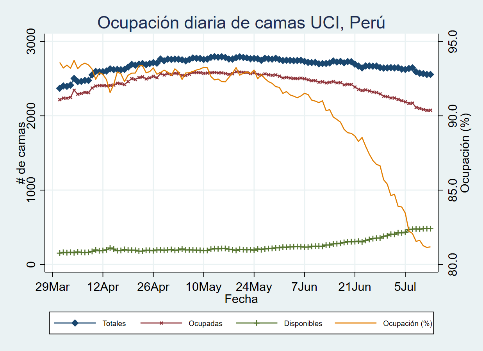 Ocupación diaria de camas UCI, Perú
# de camas
3000
2000
1000
0
Ocupación (%)
95.0
90.0
85.0
80.0
29Mar 12Apr 26Apr 10May 24May 7Jun 21Jun 5Jul
Fecha
Totales Ocupadas Disponibles Ocupación (%)